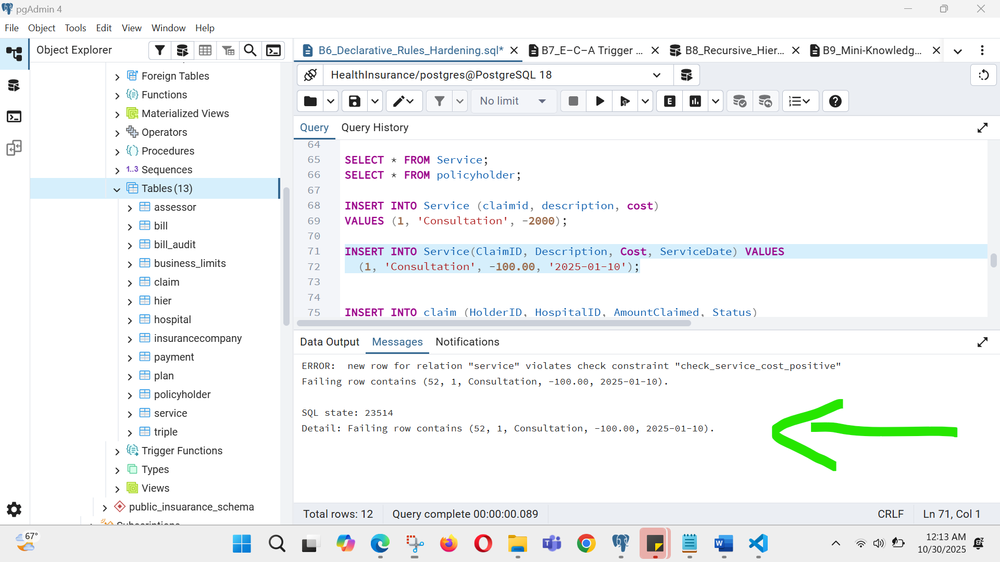 pgAdmin 4
File Object Tools Edit View Window Help
Object Explorer
B6_Declarative_Rules_Hardening.sql*
B7_E–C–A Trigger ...
B8_Recursive_Hier...
B9_Mini-Knowledg...
HealthInsurance/postgres@PostgreSQL 18
No limit
E
Query Query History
Foreign Tables
Functions
Materialized Views
Operators
Procedures
1..3 Sequences
Tables (13)
assessor
bill
bill_audit
business_limits
claim
hier
hospital
insurancecompany
payment
plan
policyholder
service
triple
Trigger Functions
Types
Views
public_insuarance_schema
Subscriptions
64
65 SELECT * FROM Service;
66 SELECT * FROM policyholder;
67
68 INSERT INTO Service (claimid, description, cost)
69 VALUES (1, 'Consultation', -2000);
70
71 INSERT INTO Service(ClaimID, Description, Cost, ServiceDate) VALUES
72 (1, 'Consultation', -100.00, '2025-01-10');
73
74
75 INSERT INTO claim (HolderID, HospitalID, AmountClaimed, Status)
Data Output Messages Notifications
ERROR:  new row for relation "service" violates check constraint "check_service_cost_positive"
Failing row contains (52, 1, Consultation, -100.00, 2025-01-10).
SQL state: 23514
Detail: Failing row contains (52, 1, Consultation, -100.00, 2025-01-10).
Total rows: 12 Query complete 00:00:00.089 CRLF Ln 71, Col 1
67°
12:13 AM
10/30/2025